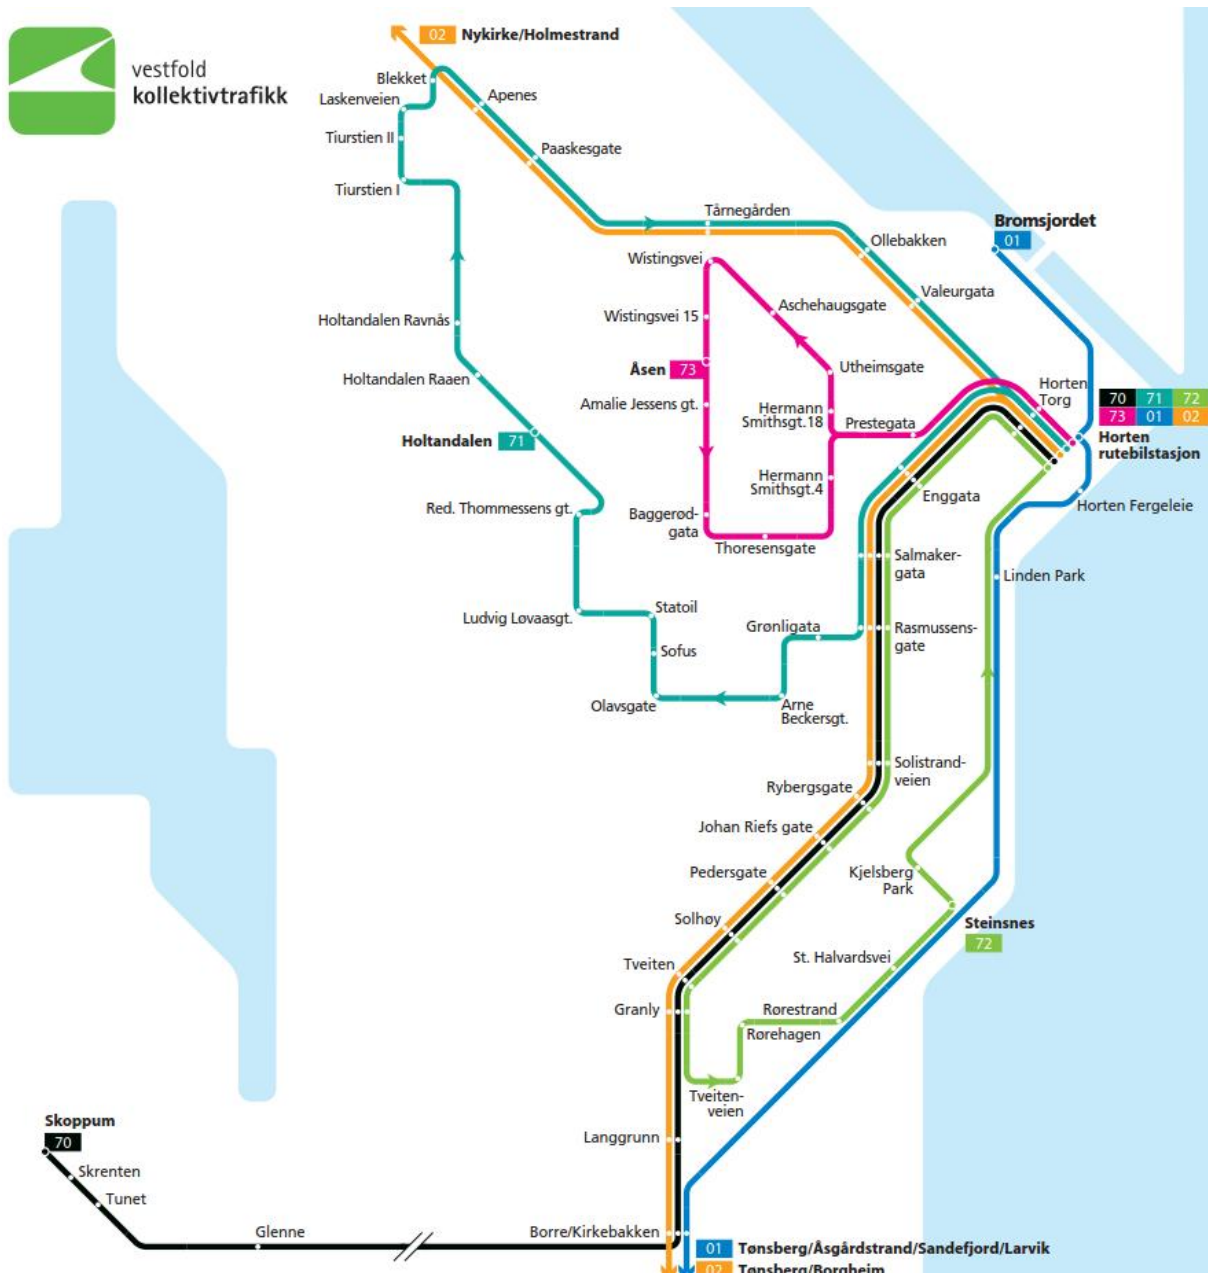 vestfold
kollektivtrafikk
02 Nykirke/Holmestrand
Blekket
Laskenveien
Apenes
Tiurstien II
Paaskesgate
Tiurstien I
Tårnegården
Bromsjordet
01
Ollebakken
Wistingsvei
Valeurgata
Aschehaugsgate
Wistingsvei 15
Holtandalen Ravnås
Åsen 73
Utheimsgate
Holtandalen Raaen
Horten
Torg
70 71 72
73 01 02
Horten
rutebilstasjon
Amalie Jessens gt.
Hermann
Smithsgt.18
Prestegata
Holtandalen 71
Hermann
Smithsgt.4
Enggata
Horten Fergeleie
Red. Thommessens gt.
Baggerød-
gata
Thoresensgate
Salmaker-
gata
Linden Park
Statoil
Ludvig Løvaasgt.
Grønligata
Rasmussens-
gate
Sofus
Olavsgate
Arne
Beckersgt.
Solistrand-
veien
Rybergsgate
Johan Riefs gate
Pedersgate
Kjelsberg
Park
Solhøy
Steinsnes
72
Tveiten
St. Halvardsvei
Granly
Rørestrand
Rørehagen
Tveiten-
veien
Skoppum
70
Langgrunn
Skrenten
Tunet
Glenne
Borre/Kirkebakken
01 Tønsberg/Åsgårdstrand/Sandefjord/Larvik
02 Tønsberg/Borgheim